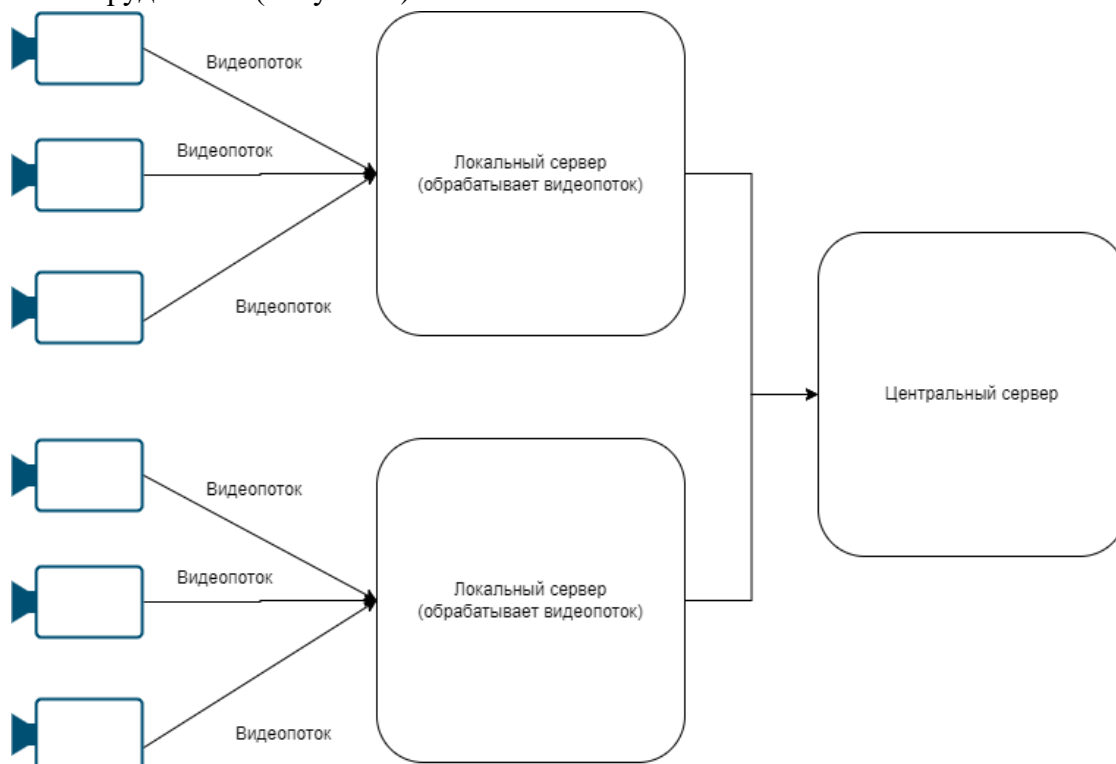 Видеопоток
Видеопоток
Локальный сервер
(обрабатывает видеопоток)
Видеопоток
Центральный сервер
Видеопоток
Видеопоток
Локальный сервер
(обрабатывает видеопоток)
Видеопоток